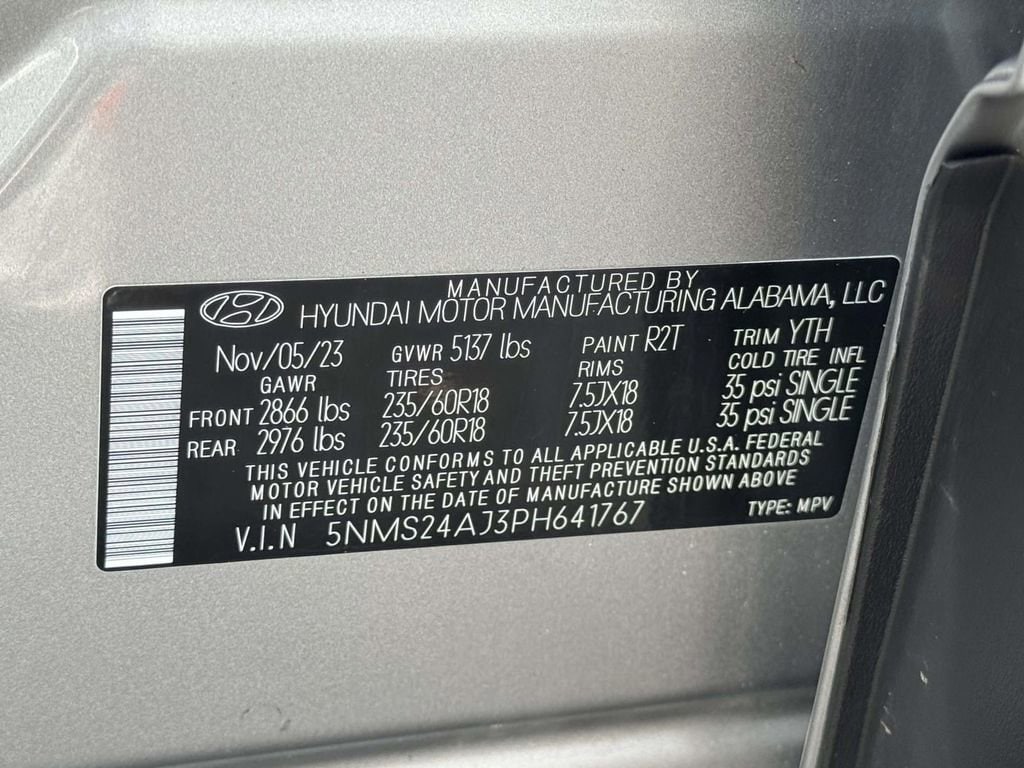 MANUFACTURED BY
HYUNDAI MOTOR MANUFACTURING ALABAMA, LLC
Nov/05/23 GVWR 5137 lbs PAINT R2T TRIM YTH
GAWR TIRES RIMS COLD TIRE INFL
FRONT 2866 lbs 235/60R18 7.5JX18 35 psi SINGLE
REAR 2976 lbs 235/60R18 7.5JX18 35 psi SINGLE
THIS VEHICLE CONFORMS TO ALL APPLICABLE U.S.A. FEDERAL
MOTOR VEHICLE SAFETY AND THEFT PREVENTION STANDARDS
IN EFFECT ON THE DATE OF MANUFACTURE SHOWN ABOVE
V.I.N 5NMS24AJ3PH641767 TYPE: MPV